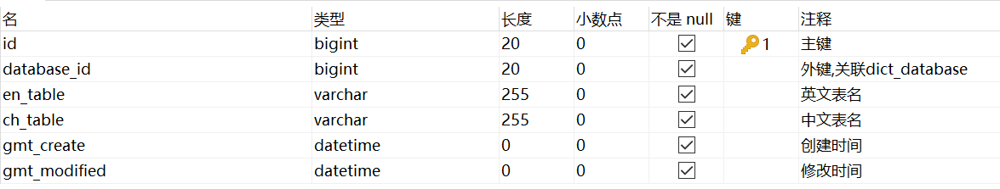 名 类型 长度 小数点 不是 null 键 注释
id bigint 20 0 1 主键
database_id bigint 20 0 外键,关联dict_database
en_table varchar 255 0 英文表名
ch_table varchar 255 0 中文表名
gmt_create datetime 0 0 创建时间
gmt_modified datetime 0 0 修改时间